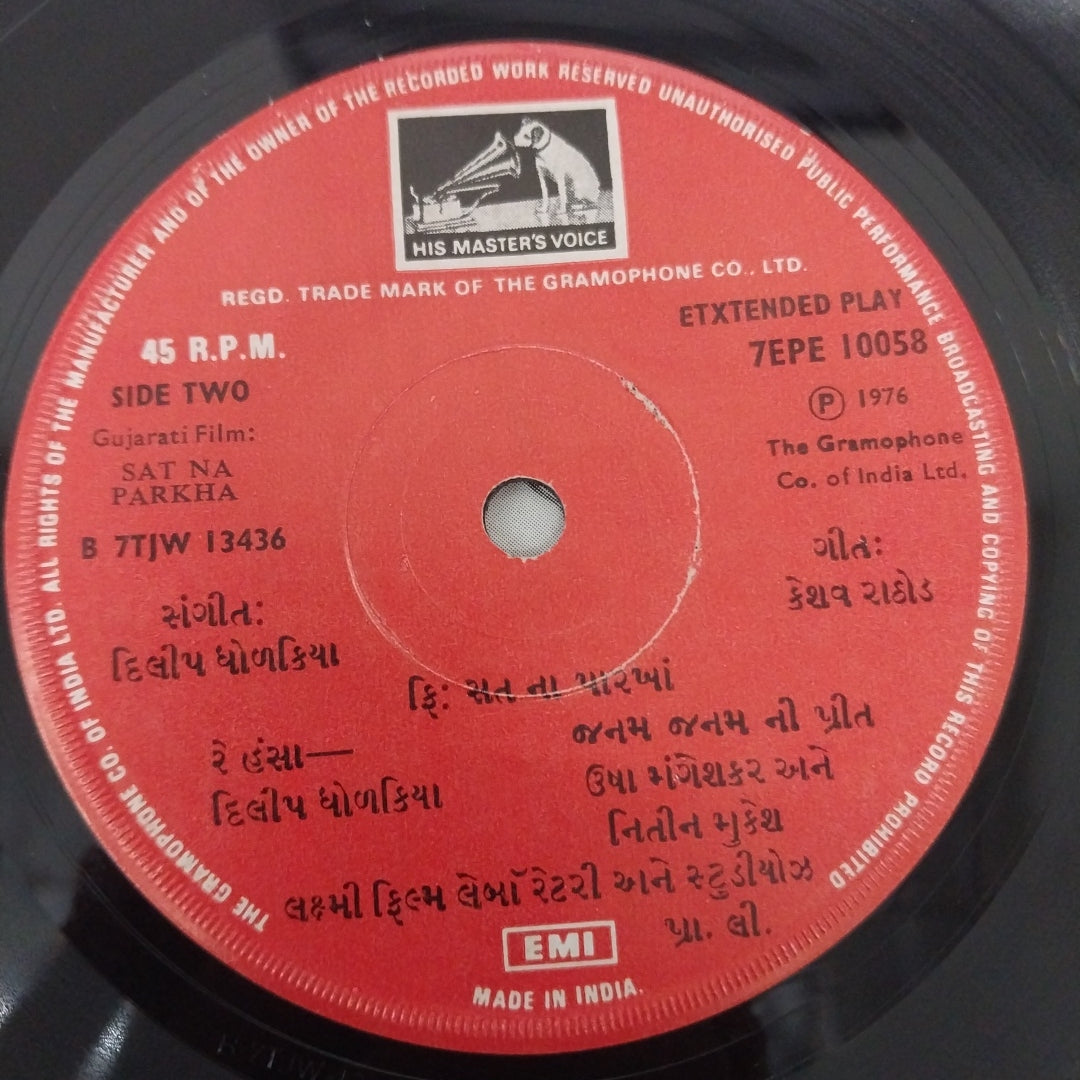 THE GRAMOPHONE CO. OF INDIA LTD. ALL RIGHTS OF THE MANUFACTURER AND OF THE OWNER OF THE RECORDED WORK RESERVED UNAUTHORISED PUBLIC PERFORMANCE BROADCASTING AND COPYING OF THIS RECORD PROHIBITED
HIS MASTER'S VOICE
REGD. TRADE MARK OF THE GRAMOPHONE CO., LTD.
45 R.P.M.
SIDE TWO
Gujarati Film:
SAT NA
PARKHA
B 7TJW 13436
ETXTENDED PLAY
7EPE 10058
Ⓟ 1976
The Gramophone
Co. of India Ltd.
સંગીત:
દિલીપ ધોળકિયા
ગીત:
કેશવ રાઠોડ
ફિ: સત ના પારખાં
રે હંસા—
દિલીપ ધોળકિયા
જનમ જનમ ની પ્રીત
ઉષા મંગેશકર અને
નિતીન મુકેશ
લક્ષ્મી ફિલ્મ લેબૉરેટરી અને સ્ટુડીયોઝ
પ્રા. લી.
EMI
MADE IN INDIA.